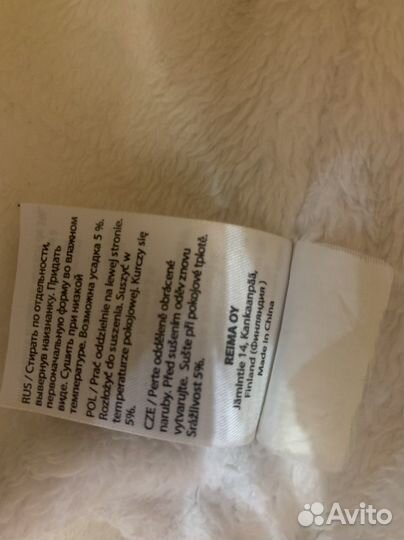 RUS / Стирать по отдельности,
вывернув наизнанку. Придать
первоначальную форму во влажном
виде. Сушить при низкой
температуре. Возможна усадка 5 %.
POL / Prać oddzielnie na lewej stronie.
Rozłożyć do suszenia. Suszyć w
temperaturze pokojowej. Kurczy się
5%.
CZE / Perte odděleně obrácené
naruby. Před sušením oděv znovu
vytvarujte. Sušte při pokojové tplotě.
Srážlivost 5%.
REIMA OY
Jämintie 14, Kankaanpää,
Finland (Финляндия)
Made in China
Avito